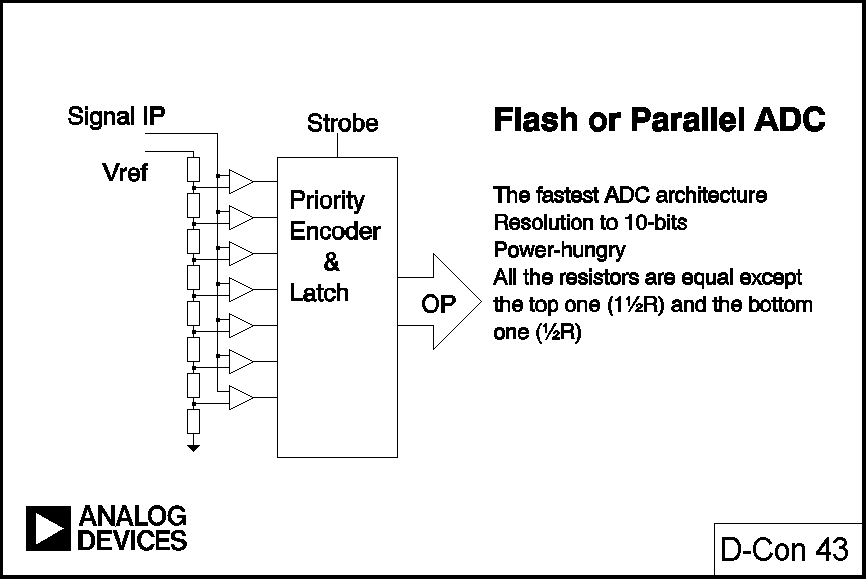 Signal IP
Vref
Strobe
Priority
Encoder
&
Latch
OP
Flash or Parallel ADC
The fastest ADC architecture
Resolution to 10-bits
Power-hungry
All the resistors are equal except
the top one (1½R) and the bottom
one (½R)
ANALOG
DEVICES
D-Con 43